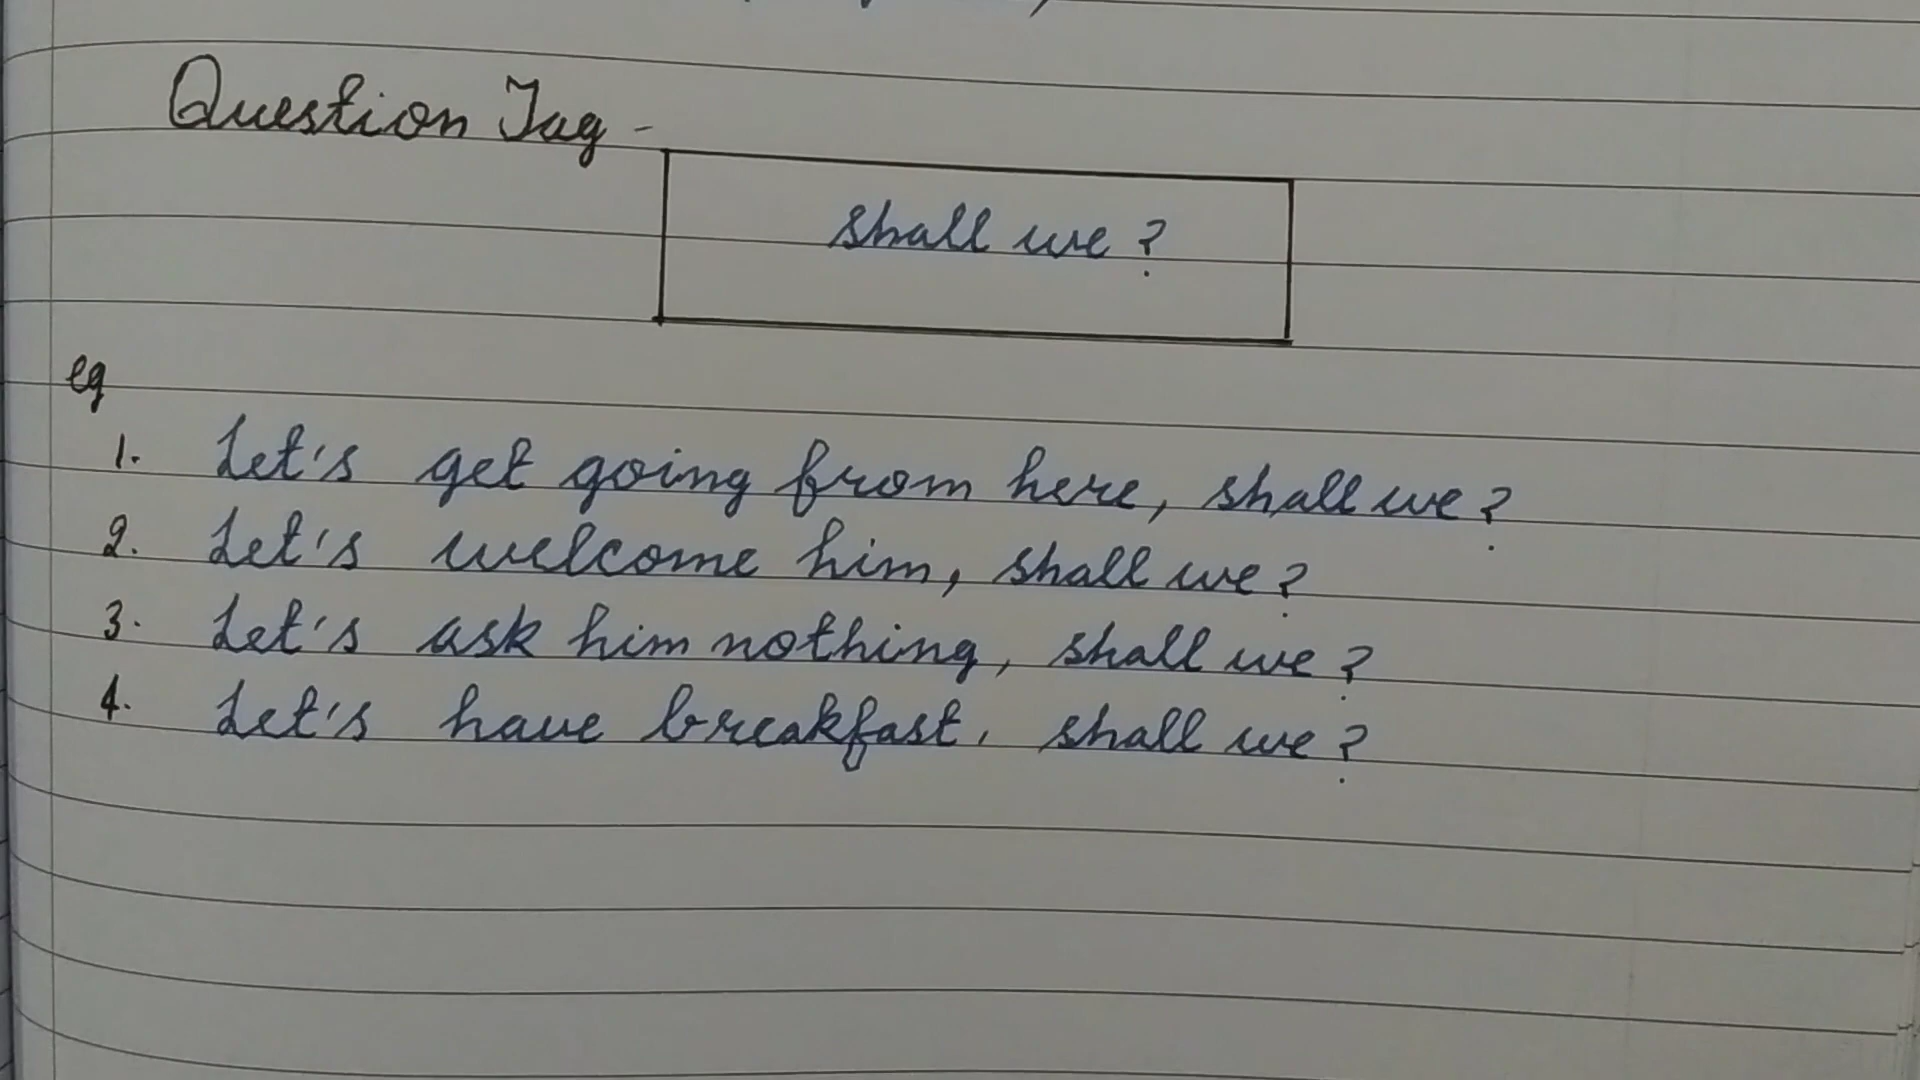 Question Tag -
shall we?
eg
1. Let's get going from here, shall we?
2. Let's welcome him, shall we?
3. Let's ask him nothing, shall we?
4. Let's have breakfast, shall we?